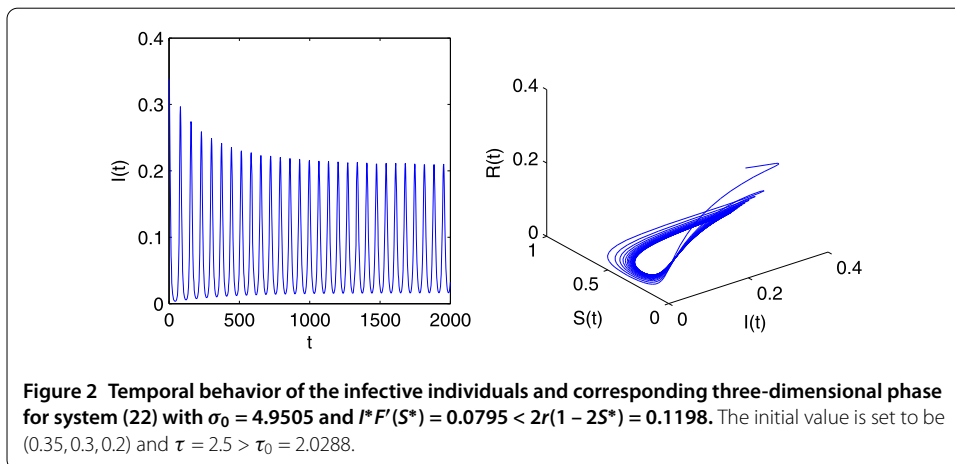 0.4
0.3
0.2
0.1
0
I(t)
0
500
1000
1500
2000
t
0.4
0.2
0
R(t)
1
0.5
0
S(t)
0
0.2
0.4
I(t)
Figure 2 Temporal behavior of the infective individuals and corresponding three-dimensional phase
for system (22) with σ0 = 4.9505 and I*F′(S*) = 0.0795 < 2r(1 – 2S*) = 0.1198. The initial value is set to be
(0.35, 0.3, 0.2) and τ = 2.5 > τ0 = 2.0288.